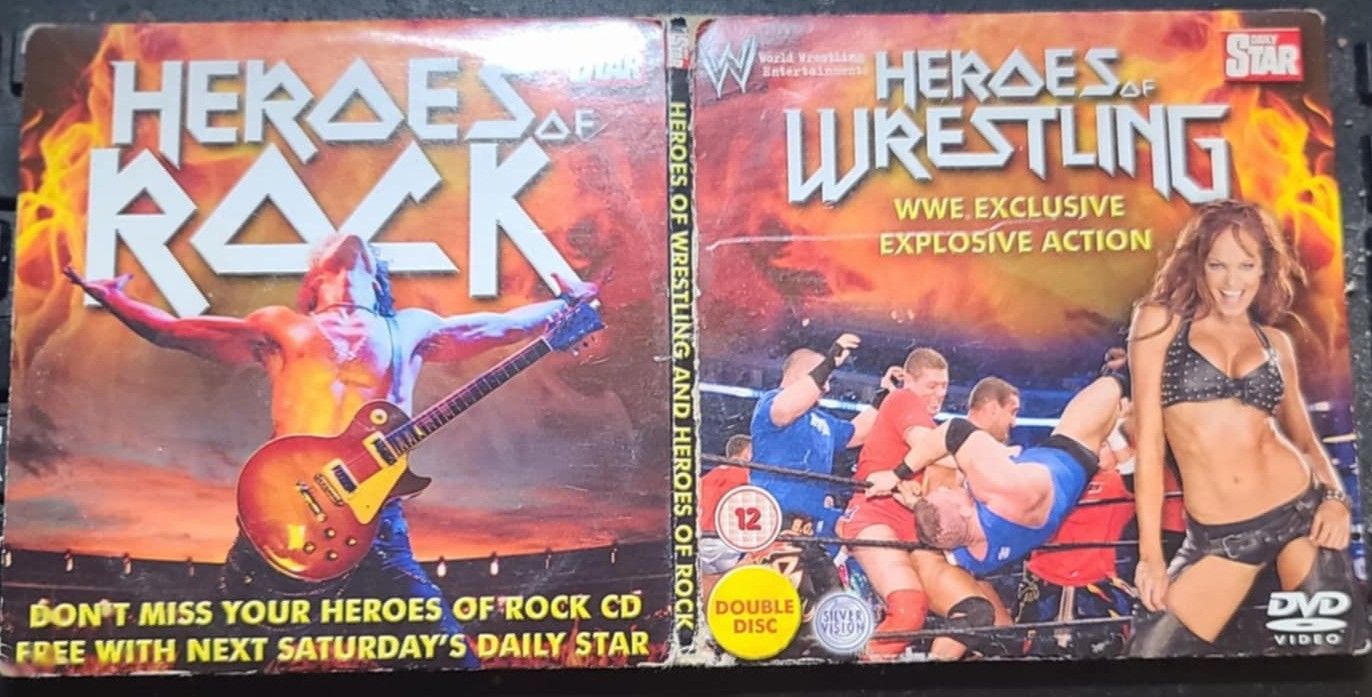 HEROES
OF
ROCK
STAR
DON'T MISS YOUR HEROES OF ROCK CD
FREE WITH NEXT SATURDAY'S DAILY STAR
HEROES OF WRESTLING AND HEROES OF ROCK
W
World Wrestling
Entertainment
DAILY
STAR
HEROES
OF
WRESTLING
WWE EXCLUSIVE
EXPLOSIVE ACTION
12
DOUBLE
DISC
SILVER
VISION
DVD
VIDEO